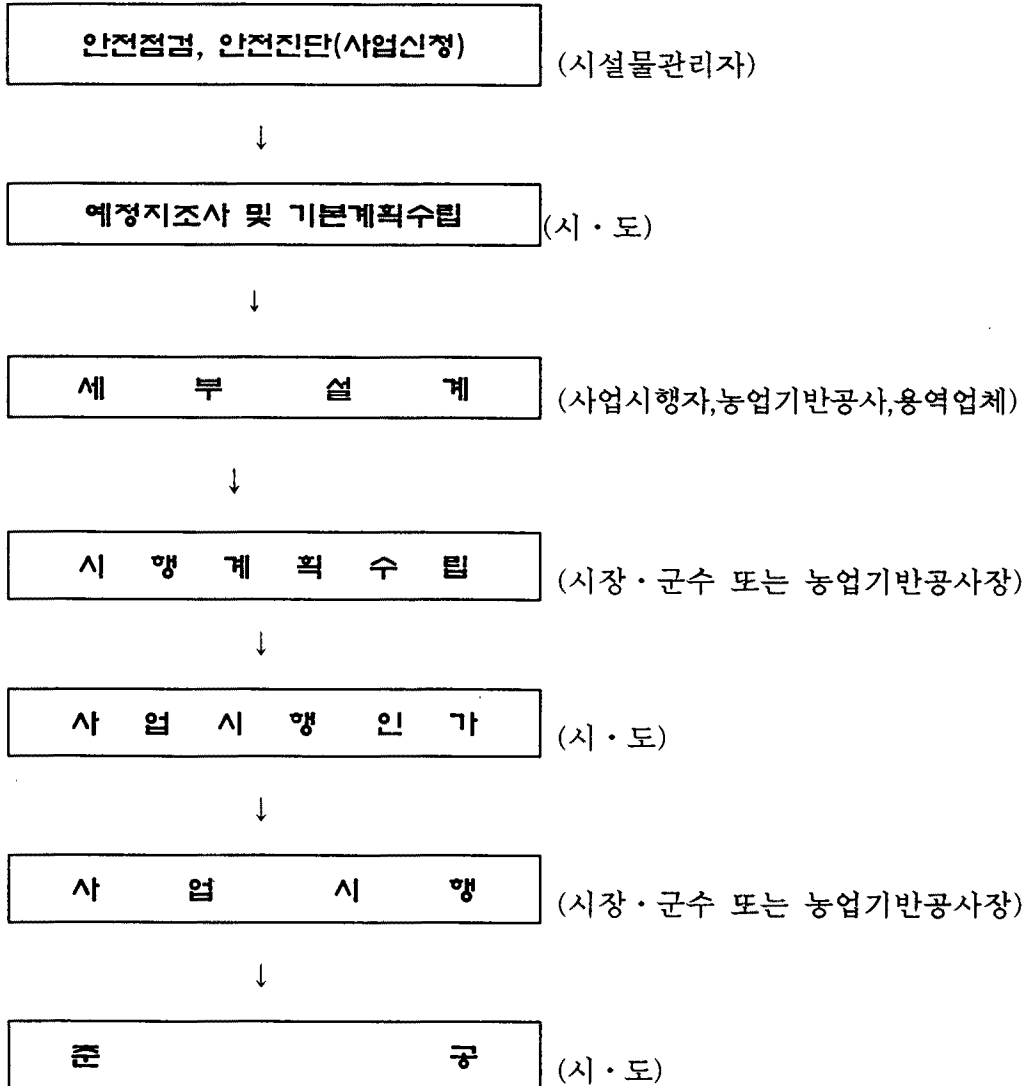 안전점검, 안전진단(사업신청) (시설물관리자)
↓
예정지조사 및 기본계획수립 (시·도)
↓
세 부 설 계 (사업시행자,농업기반공사,용역업체)
↓
시 행 계 획 수 립 (시장·군수 또는 농업기반공사장)
↓
사 업 시 행 인 가 (시·도)
↓
사 업 시 행 (시장·군수 또는 농업기반공사장)
↓
준 공 (시·도)